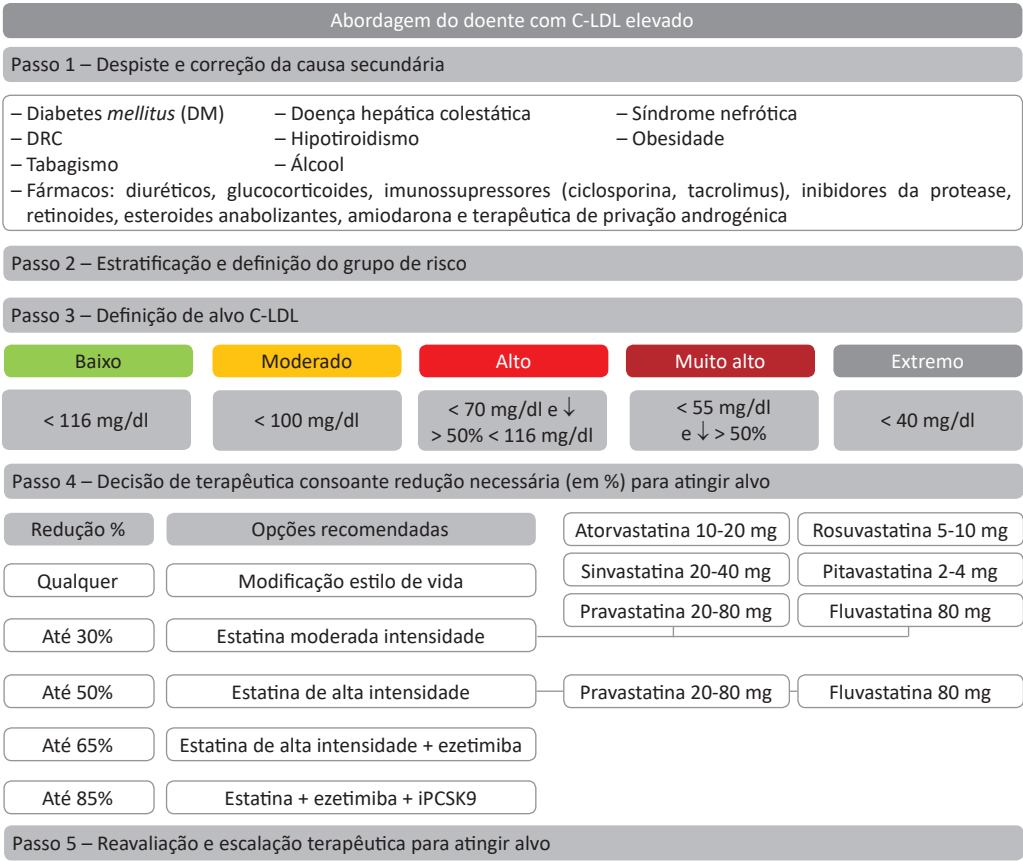 Abordagem do doente com C-LDL elevado
Passo 1 – Despiste e correção da causa secundária
– Diabetes mellitus (DM)
– Doença hepática colestática
– Síndrome nefrótica
– DRC
– Hipotiroidismo
– Obesidade
– Tabagismo
– Álcool
– Fármacos: diuréticos, glucocorticoides, imunossupressores (ciclosporina, tacrolimus), inibidores da protease,
retinoides, esteroides anabolizantes, amiodarona e terapêutica de privação androgénica
Passo 2 – Estratificação e definição do grupo de risco
Passo 3 – Definição de alvo C-LDL
Baixo
Moderado
Alto
Muito alto
Extremo
< 116 mg/dl
< 100 mg/dl
< 70 mg/dl e ↓
> 50% < 116 mg/dl
< 55 mg/dl
e ↓ > 50%
< 40 mg/dl
Passo 4 – Decisão de terapêutica consoante redução necessária (em %) para atingir alvo
Redução %
Opções recomendadas
Atorvastatina 10-20 mg
Rosuvastatina 5-10 mg
Qualquer
Modificação estilo de vida
Sinvastatina 20-40 mg
Pitavastatina 2-4 mg
Pravastatina 20-80 mg
Fluvastatina 80 mg
Até 30%
Estatina moderada intensidade
Até 50%
Estatina de alta intensidade
Pravastatina 20-80 mg
Fluvastatina 80 mg
Até 65%
Estatina de alta intensidade + ezetimiba
Até 85%
Estatina + ezetimiba + iPCSK9
Passo 5 – Reavaliação e escalação terapêutica para atingir alvo